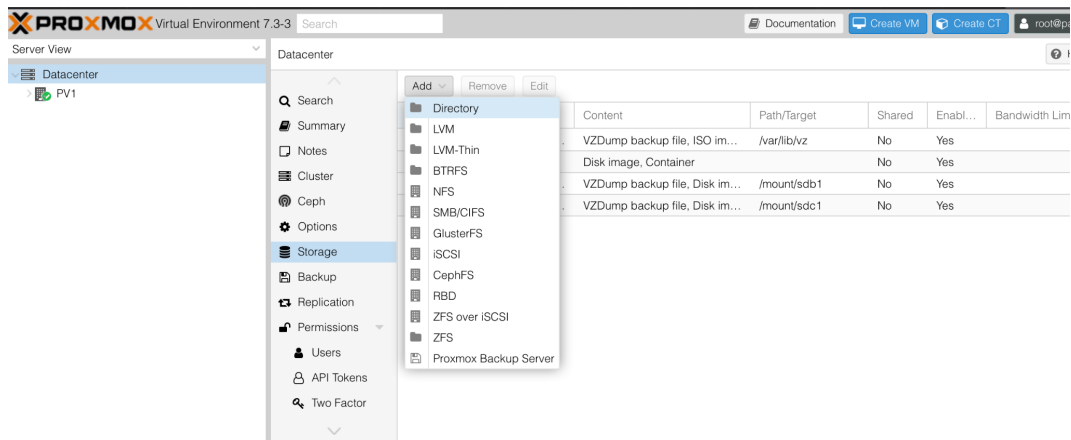 PROXMOX Virtual Environment 7.3-3 Search Documentation Create VM Create CT root@pa
Server View
Datacenter
PV1
Datacenter
Search
Summary
Notes
Cluster
Ceph
Options
Storage
Backup
Replication
Permissions
Users
API Tokens
Two Factor
Add Remove Edit
Directory
LVM
LVM-Thin
BTRFS
NFS
SMB/CIFS
GlusterFS
iSCSI
CephFS
RBD
ZFS over iSCSI
ZFS
Proxmox Backup Server
Content Path/Target Shared Enabl... Bandwidth Lim
VZDump backup file, ISO im... /var/lib/vz No Yes
Disk image, Container No Yes
VZDump backup file, Disk im... /mount/sdb1 No Yes
VZDump backup file, Disk im... /mount/sdc1 No Yes